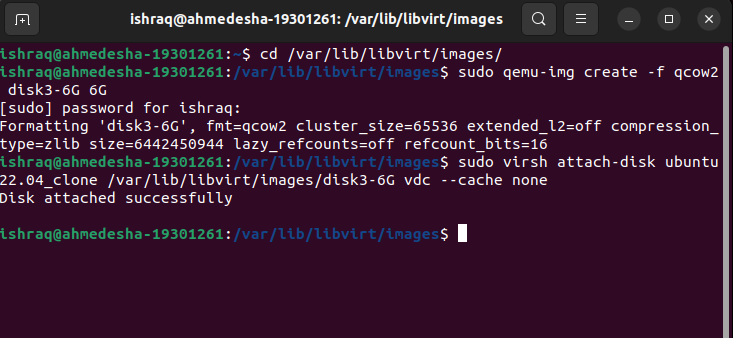 ishraq@ahmedesha-19301261: /var/lib/libvirt/images
ishraq@ahmedesha-19301261:~$ cd /var/lib/libvirt/images/
ishraq@ahmedesha-19301261:/var/lib/libvirt/images$ sudo qemu-img create -f qcow2
 disk3-6G 6G
[sudo] password for ishraq:
Formatting 'disk3-6G', fmt=qcow2 cluster_size=65536 extended_l2=off compression_
type=zlib size=6442450944 lazy_refcounts=off refcount_bits=16
ishraq@ahmedesha-19301261:/var/lib/libvirt/images$ sudo virsh attach-disk ubuntu
22.04_clone /var/lib/libvirt/images/disk3-6G vdc --cache none
Disk attached successfully
ishraq@ahmedesha-19301261:/var/lib/libvirt/images$